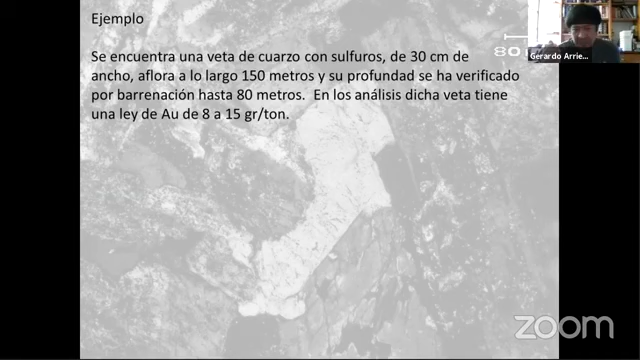 Ejemplo
Se encuentra una veta de cuarzo con sulfuros, de 30 cm de
ancho, aflora a lo largo 150 metros y su profundad se ha verificado
por barrenación hasta 80 metros. En los análisis dicha veta tiene
una ley de Au de 8 a 15 gr/ton.
80
Gerardo Arrie...
zoom